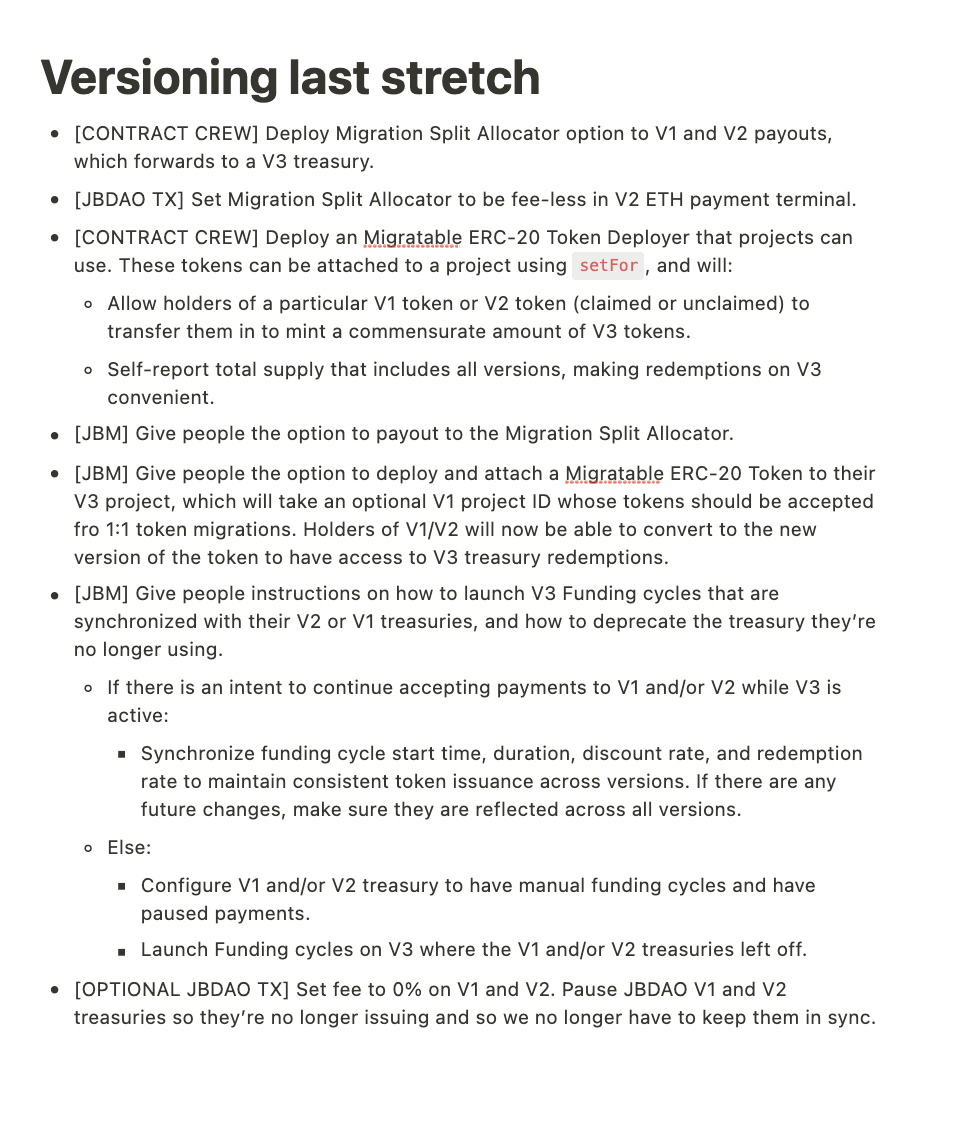 Versioning last stretch
[CONTRACT CREW] Deploy Migration Split Allocator option to V1 and V2 payouts,
which forwards to a V3 treasury.
[JBDAO TX] Set Migration Split Allocator to be fee-less in V2 ETH payment terminal.
[CONTRACT CREW] Deploy an Migratable ERC-20 Token Deployer that projects can
use. These tokens can be attached to a project using setFor, and will:
Allow holders of a particular V1 token or V2 token (claimed or unclaimed) to
transfer them in to mint a commensurate amount of V3 tokens.
Self-report total supply that includes all versions, making redemptions on V3
convenient.
[JBM] Give people the option to payout to the Migration Split Allocator.
[JBM] Give people the option to deploy and attach a Migratable ERC-20 Token to their
V3 project, which will take an optional V1 project ID whose tokens should be accepted
fro 1:1 token migrations. Holders of V1/V2 will now be able to convert to the new
version of the token to have access to V3 treasury redemptions.
[JBM] Give people instructions on how to launch V3 Funding cycles that are
synchronized with their V2 or V1 treasuries, and how to deprecate the treasury they’re
no longer using.
If there is an intent to continue accepting payments to V1 and/or V2 while V3 is
active:
Synchronize funding cycle start time, duration, discount rate, and redemption
rate to maintain consistent token issuance across versions. If there are any
future changes, make sure they are reflected across all versions.
Else:
Configure V1 and/or V2 treasury to have manual funding cycles and have
paused payments.
Launch Funding cycles on V3 where the V1 and/or V2 treasuries left off.
[OPTIONAL JBDAO TX] Set fee to 0% on V1 and V2. Pause JBDAO V1 and V2
treasuries so they’re no longer issuing and so we no longer have to keep them in sync.